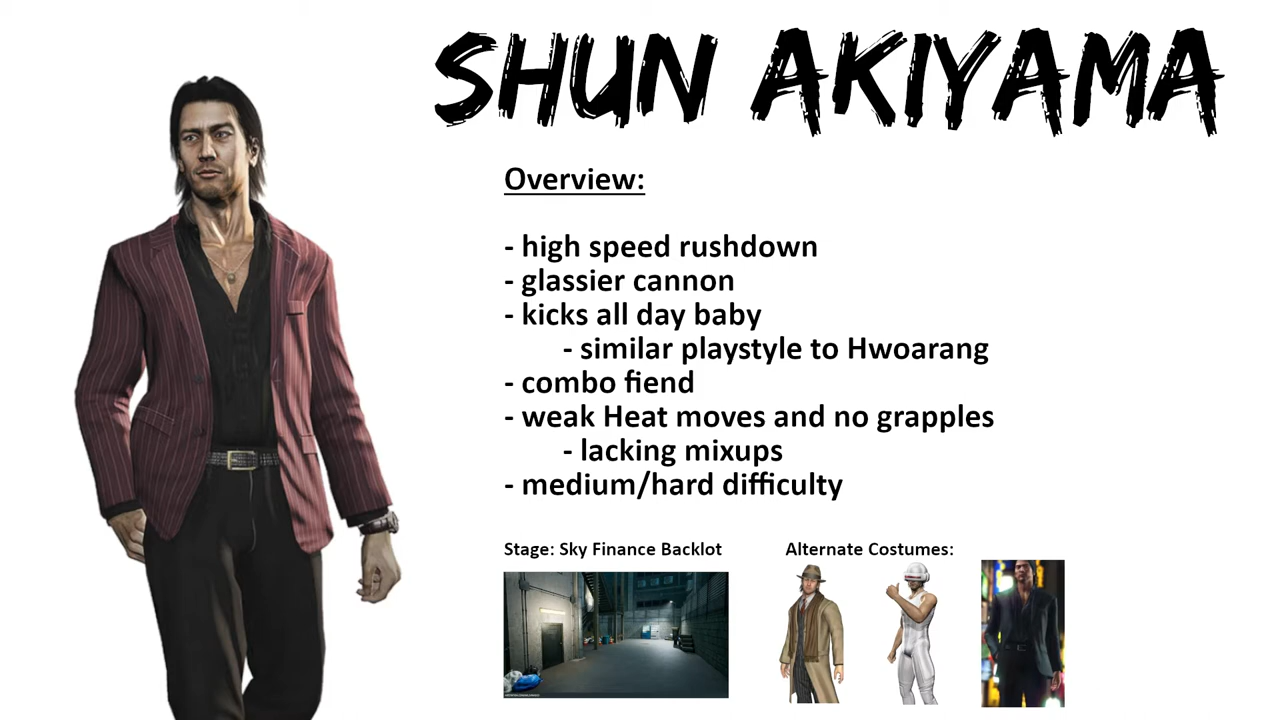 SHUN AKIYAMA
Overview:
- high speed rushdown
- glassier cannon
- kicks all day baby
- similar playstyle to Hwoarang
- combo fiend
- weak Heat moves and no grapples
- lacking mixups
- medium/hard difficulty
Stage: Sky Finance Backlot
Alternate Costumes: